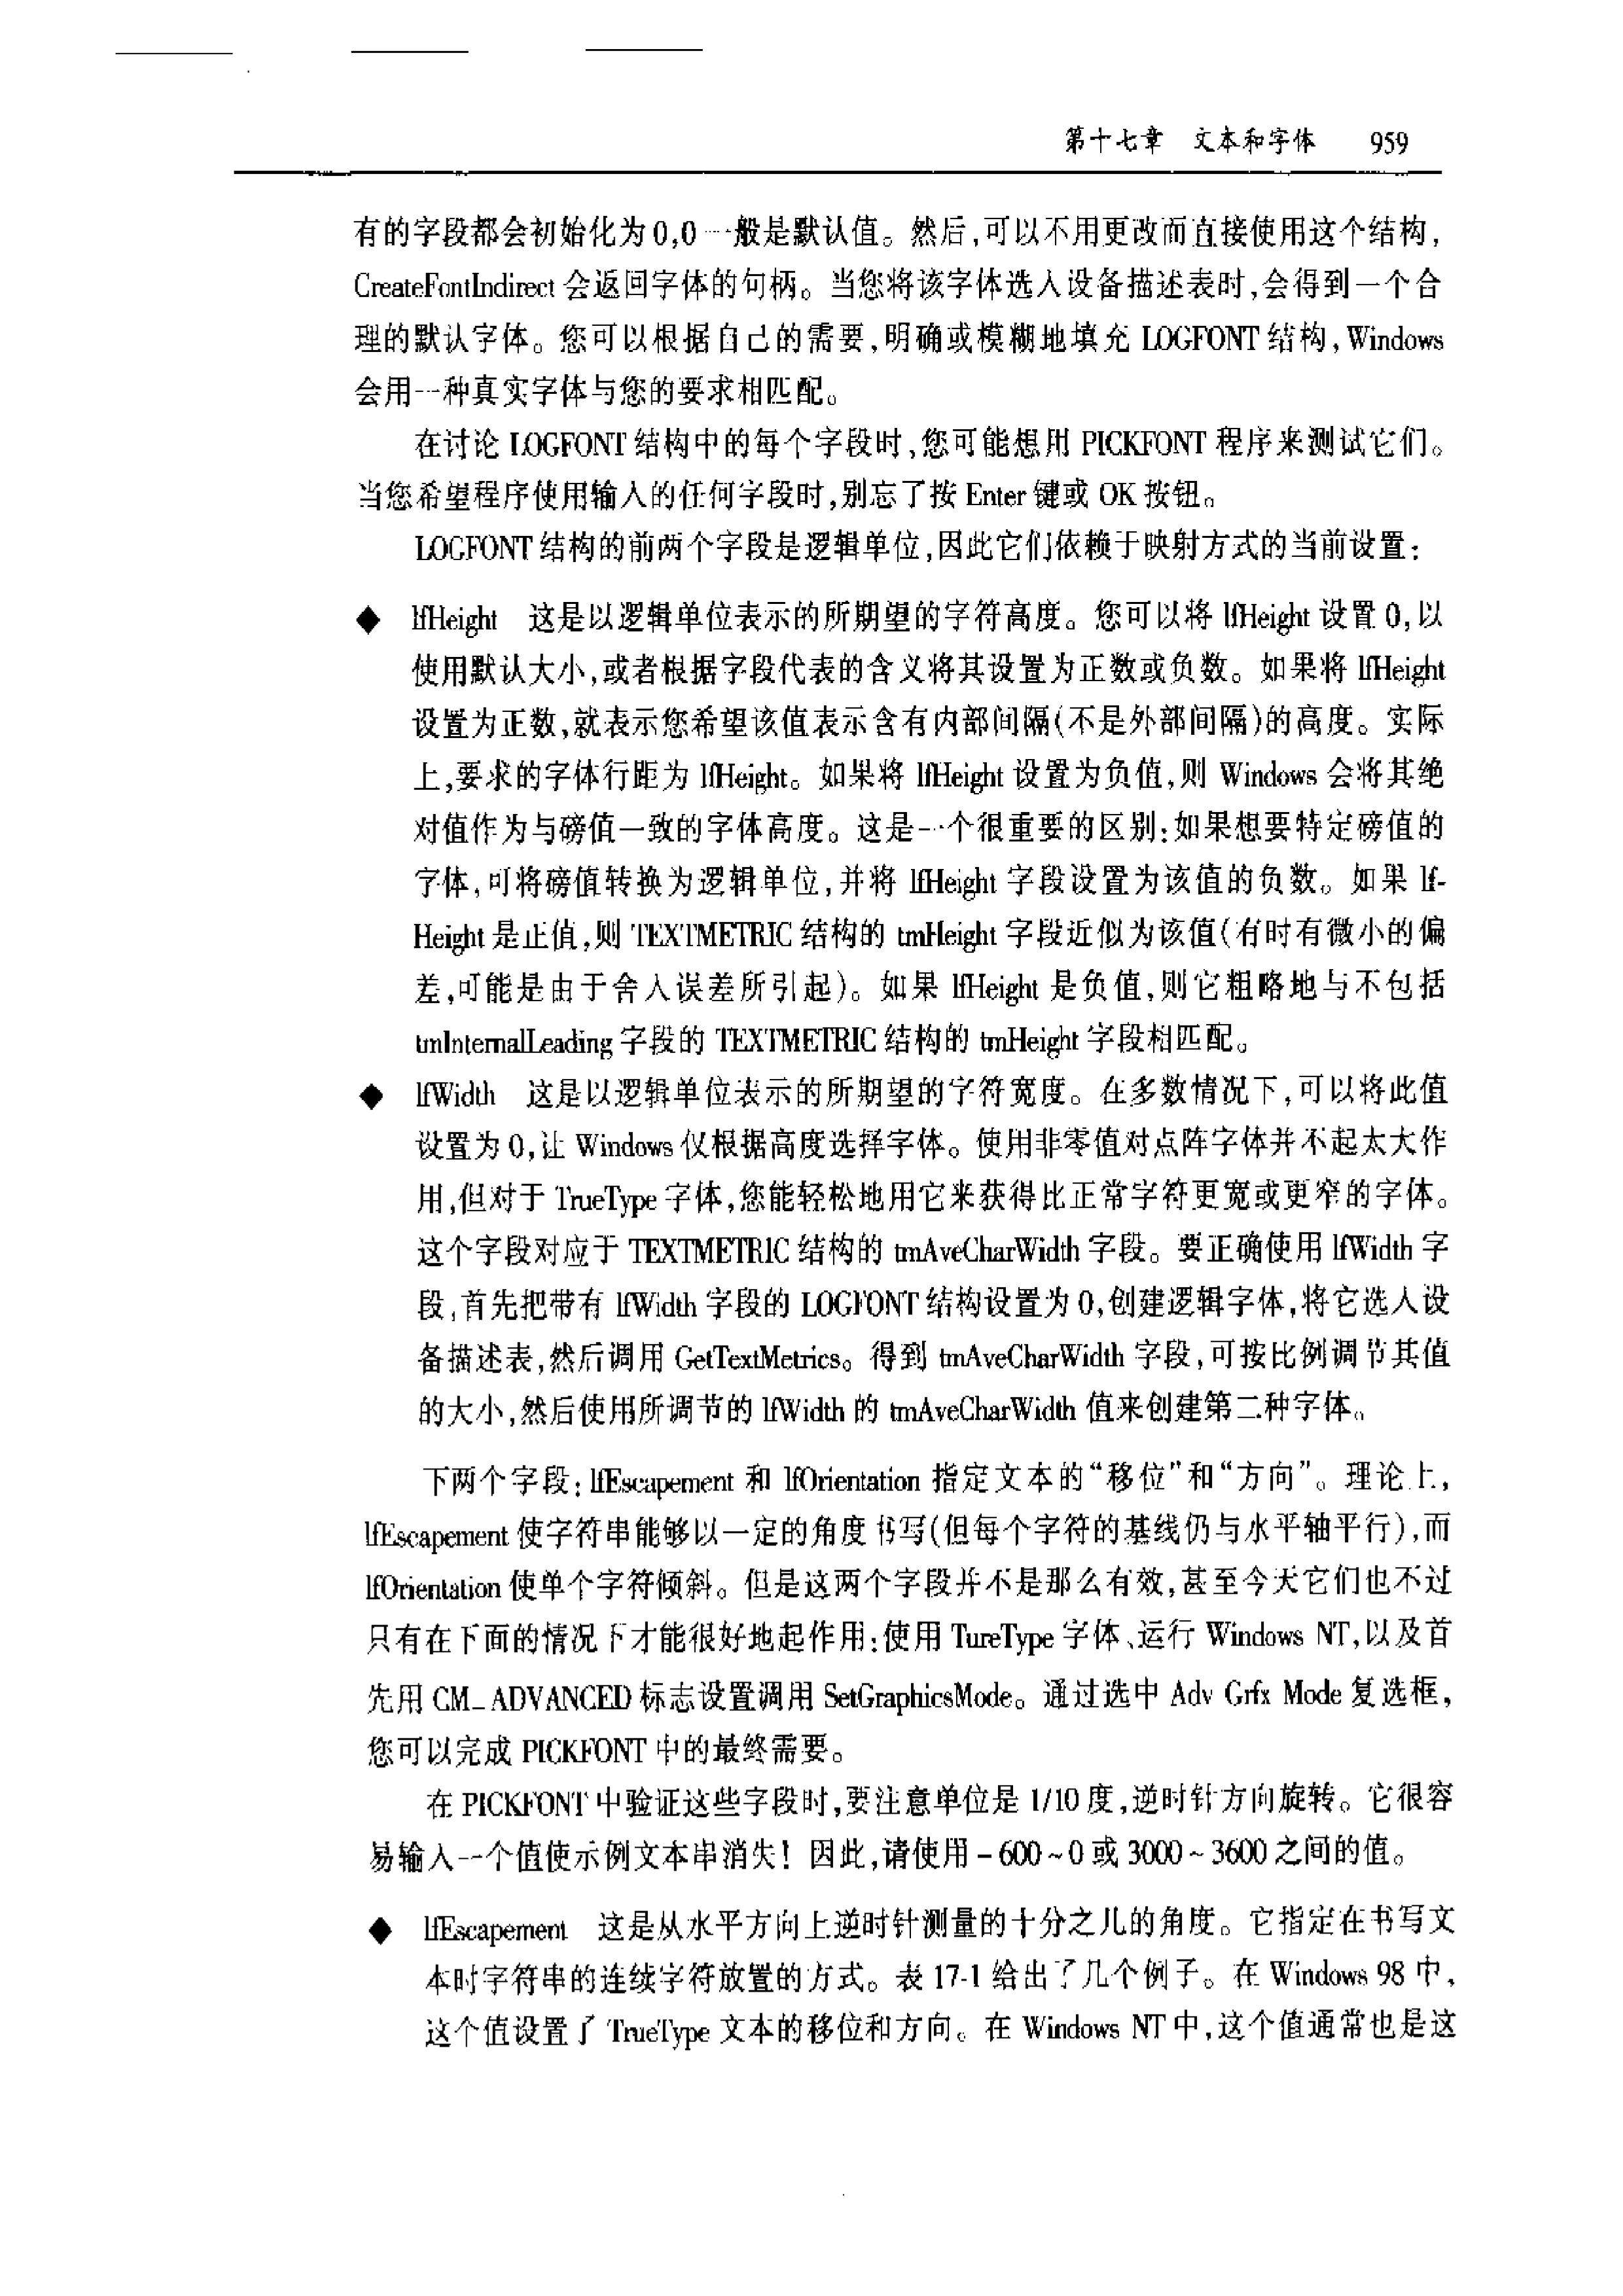 第十七章 文本和字体 959
有的字段都会初始化为0,0一般是默认值。然后,可以不用更改而直接使用这个结构,
CreateFontIndirect 会返回字体的句柄。当您将该字体选入设备描述表时,会得到一个合
理的默认字体。您可以根据自己的需要,明确或模糊地填充 LOGFONT 结构,Windows
会用一种真实字体与您的要求相匹配。
在讨论 LOGFONT 结构中的每个字段时,您可能想用 PICKFONT 程序来测试它们。
当您希望程序使用输入的任何字段时,别忘了按 Enter 键或 OK 按钮。
LOGFONT 结构的前两个字段是逻辑单位,因此它们依赖于映射方式的当前设置:
◆ lfHeight 这是以逻辑单位表示的所期望的字符高度。您可以将 lfHeight 设置 0,以
使用默认大小,或者根据字段代表的含义将其设置为正数或负数。如果将 lfHeight
设置为正数,就表示您希望该值表示含有内部间隔(不是外部间隔)的高度。实际
上,要求的字体行距为 lfHeight。如果将 lfHeight 设置为负值,则 Windows 会将其绝
对值作为与磅值一致的字体高度。这是一个很重要的区别:如果想要特定磅值的
字体,可将磅值转换为逻辑单位,并将 lfHeight 字段设置为该值的负数。如果 lf-
Height 是正值,则 TEXTMETRIC 结构的 tmHeight 字段近似为该值(有时有微小的偏
差,可能是由于舍入误差所引起)。如果 lfHeight 是负值,则它粗略地与不包括
tmInternalLeading 字段的 TEXTMETRIC 结构的 tmHeight 字段相匹配。
◆ lfWidth 这是以逻辑单位表示的所期望的字符宽度。在多数情况下,可以将此值
设置为 0,让 Windows 仅根据高度选择字体。使用非零值对点阵字体并不起太大作
用,但对于 TrueType 字体,您能轻松地用它来获得比正常字符更宽或更窄的字体。
这个字段对应于 TEXTMETRIC 结构的 tmAveCharWidth 字段。要正确使用 lfWidth 字
段,首先把带有 lfWidth 字段的 LOGFONT 结构设置为 0,创建逻辑字体,将它选入设
备描述表,然后调用 GetTextMetrics。得到 tmAveCharWidth 字段,可按比例调节其值
的大小,然后使用所调节的 lfWidth 的 tmAveCharWidth 值来创建第二种字体。
下两个字段:lfEscapement 和 lfOrientation 指定文本的“移位”和“方向”。理论上,
lfEscapement 使字符串能够以一定的角度书写(但每个字符的基线仍与水平轴平行),而
lfOrientation 使单个字符倾斜。但是这两个字段并不是那么有效,甚至今天它们也不过
只有在下面的情况下才能很好地起作用:使用 TureType 字体、运行 Windows NT,以及首
先用 CM_ADVANCED 标志设置调用 SetGraphicsMode。通过选中 Adv Grfx Mode 复选框,
您可以完成 PICKFONT 中的最终需要。
在 PICKFONT 中验证这些字段时,要注意单位是 1/10 度,逆时针方向旋转。它很容
易输入一个值使示例文本串消失!因此,请使用 -600~0 或 3000~3600 之间的值。
◆ lfEscapement 这是从水平方向上逆时针测量的十分之几的角度。它指定在书写文
本时字符串的连续字符放置的方式。表 17-1 给出了几个例子。在 Windows 98 中,
这个值设置了 TrueType 文本的移位和方向。在 Windows NT 中,这个值通常也是这